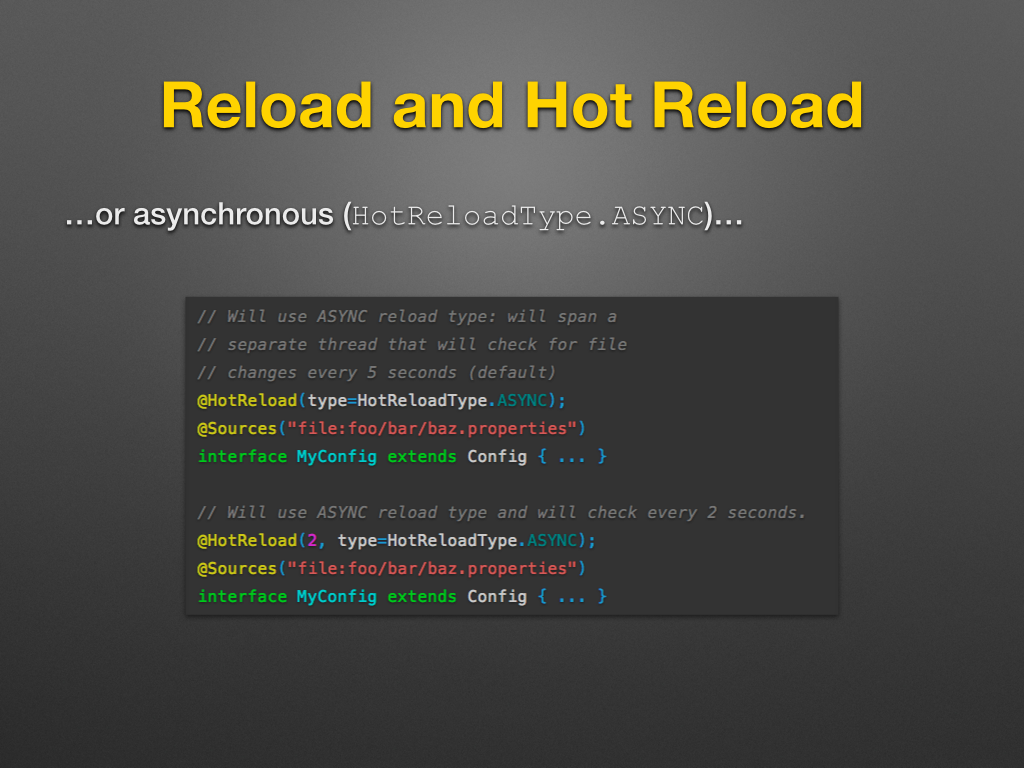 Reload and Hot Reload
…or asynchronous (HotReloadType.ASYNC)…
// Will use ASYNC reload type: will span a
// separate thread that will check for file
// changes every 5 seconds (default)
@HotReload(type=HotReloadType.ASYNC);
@Sources("file:foo/bar/baz.properties")
interface MyConfig extends Config { ... }
// Will use ASYNC reload type and will check every 2 seconds.
@HotReload(2, type=HotReloadType.ASYNC);
@Sources("file:foo/bar/baz.properties")
interface MyConfig extends Config { ... }